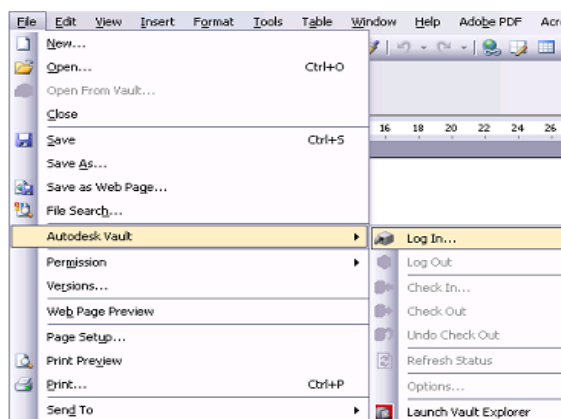 File Edit View Insert Format Tools Table Window Help Adobe PDF Acr
New...
Open... Ctrl+O
Open From Vault...
Close
16 18 20 22 24 26
Save Ctrl+S
Save As...
Save as Web Page...
File Search...
Autodesk Vault
Log In...
Permission
Log Out
Versions...
Check In...
Web Page Preview
Check Out
Page Setup...
Undo Check Out
Print Preview
Refresh Status
Print... Ctrl+P
Options...
Send To
Launch Vault Explorer